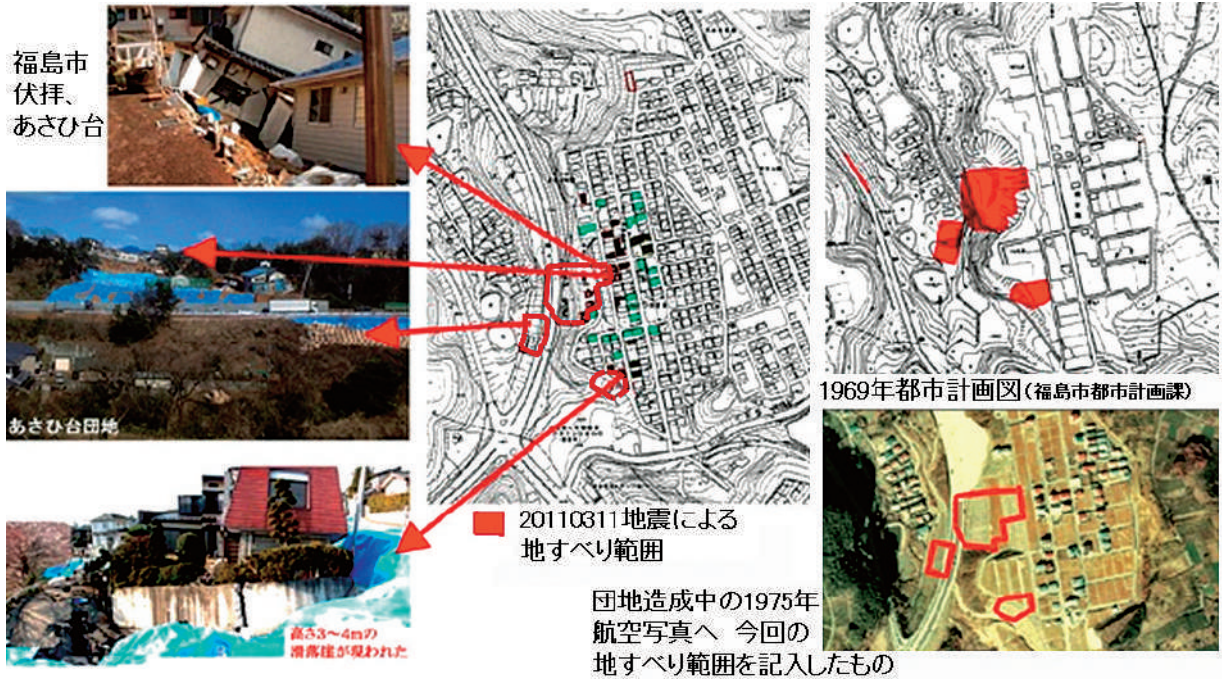 福島市
伏拝、
あさひ台
あさひ台団地
高さ3～4mの
滑落崖が現われた
20110311地震による
地すべり範囲
1969年都市計画図(福島市都市計画課)
団地造成中の1975年
航空写真へ 今回の
地すべり範囲を記入したもの